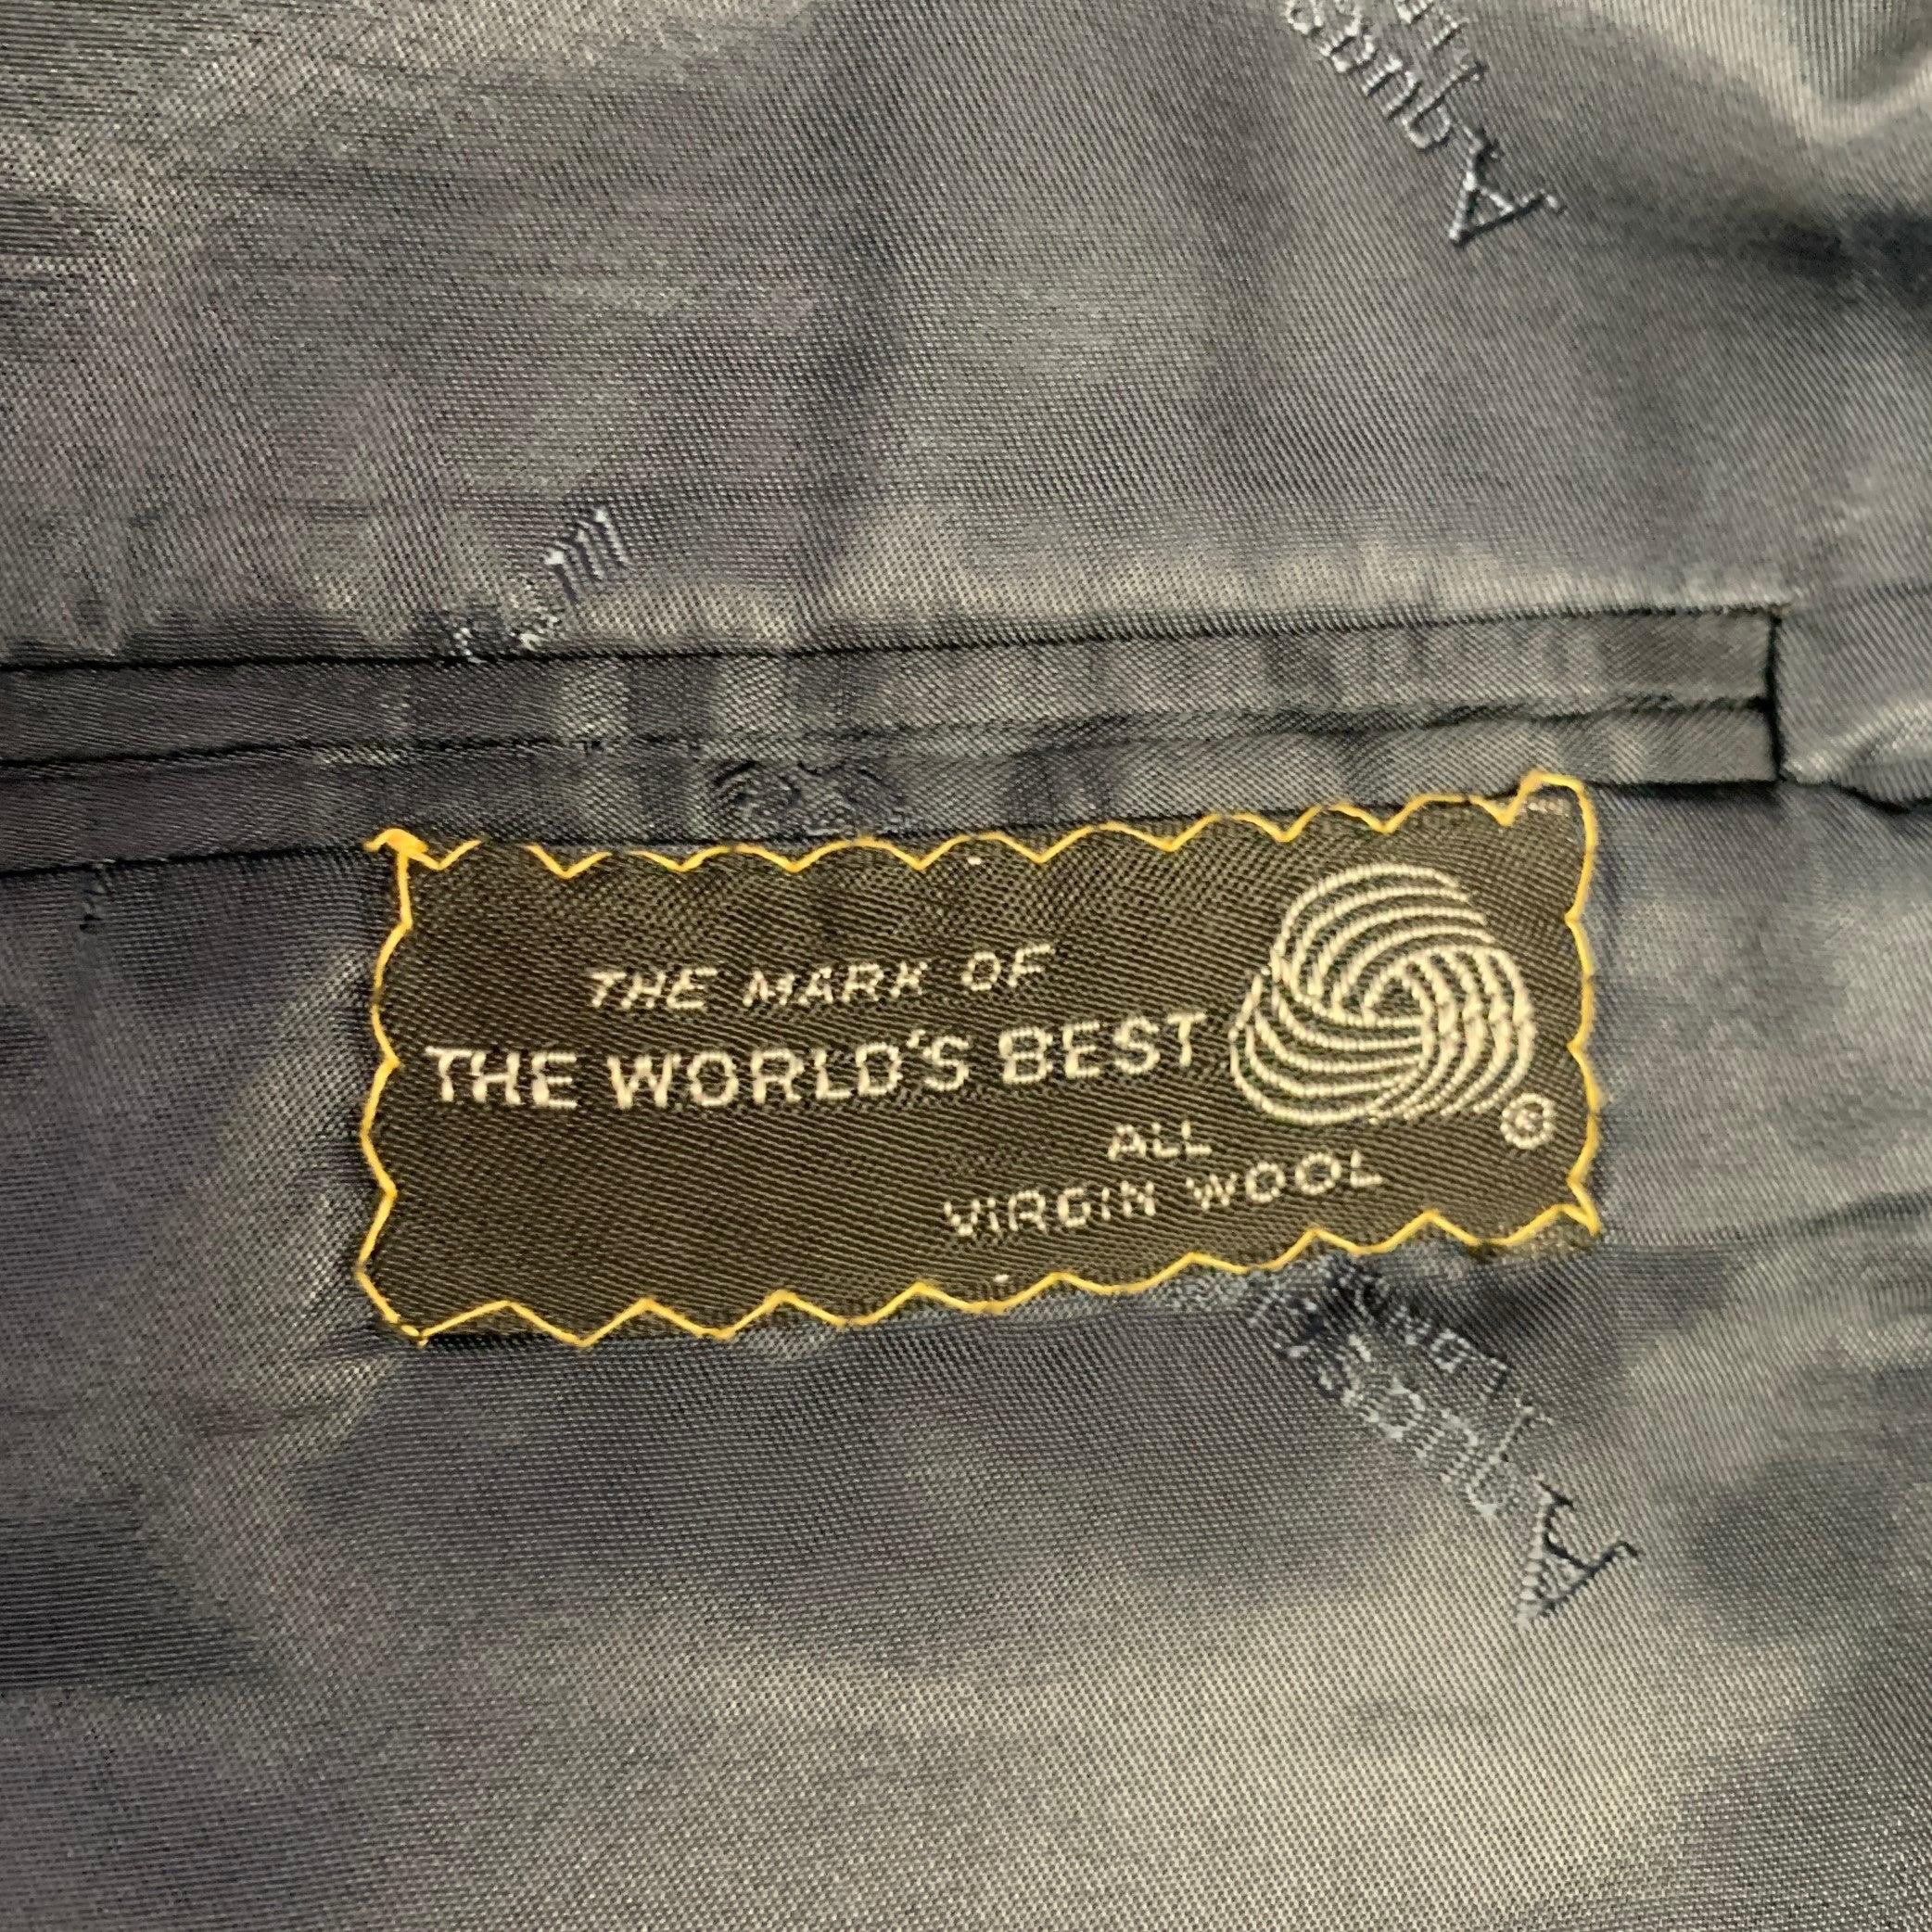 THE MARK OF
THE WORLD'S BEST
ALL
VIRGIN WOOL